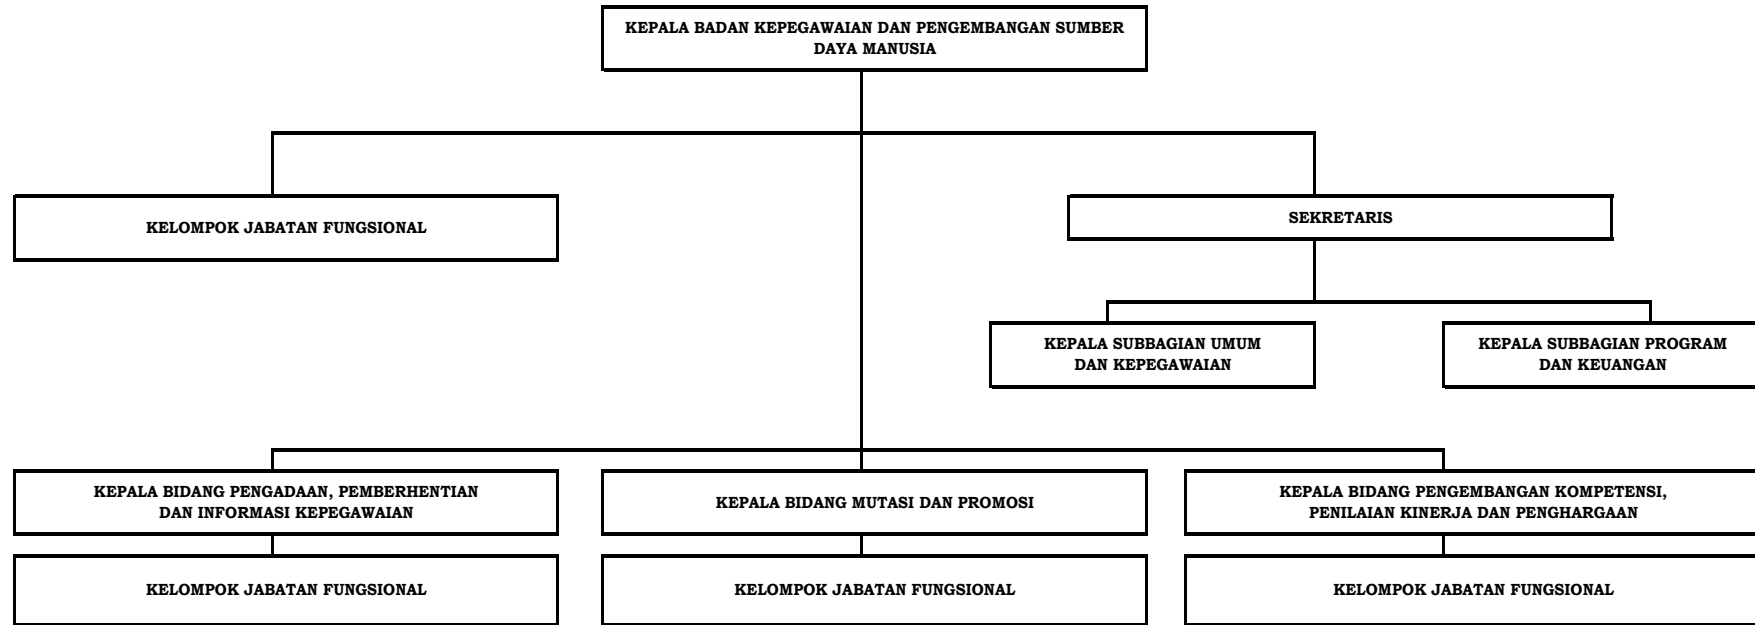 KEPALA BADAN KEPEGAWAIAN DAN PENGEMBANGAN SUMBER
DAYA MANUSIA
KELOMPOK JABATAN FUNGSIONAL
SEKRETARIS
KEPALA SUBBAGIAN UMUM
DAN KEPEGAWAIAN
KEPALA SUBBAGIAN PROGRAM
DAN KEUANGAN
KEPALA BIDANG PENGADAAN, PEMBERHENTIAN
DAN INFORMASI KEPEGAWAIAN
KEPALA BIDANG MUTASI DAN PROMOSI
KEPALA BIDANG PENGEMBANGAN KOMPETENSI,
PENILAIAN KINERJA DAN PENGHARGAAN
KELOMPOK JABATAN FUNGSIONAL
KELOMPOK JABATAN FUNGSIONAL
KELOMPOK JABATAN FUNGSIONAL